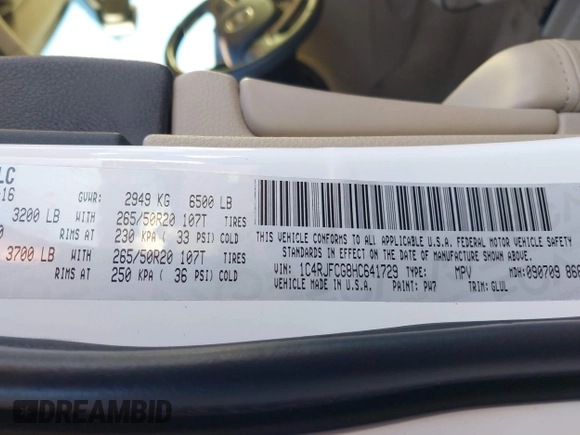 LC
-16
GVWR: 2949 KG 6500 LB
3200 LB WITH 265/50R20 107T TIRES
0 RIMS AT 230 KPA ( 33 PSI) COLD
3700 LB WITH 265/50R20 107T TIRES
RIMS AT 250 KPA ( 36 PSI) COLD
THIS VEHICLE CONFORMS TO ALL APPLICABLE U.S.A. FEDERAL MOTOR VEHICLE SAFETY
STANDARDS IN EFFECT ON THE DATE OF MANUFACTURE SHOWN ABOVE.
VIN: 1C4RJFCG8HC641729 TYPE: MPV MDH:090709
MADE IN U.S.A. PAINT: PW7 TRIM: GLUL
DREAMBID